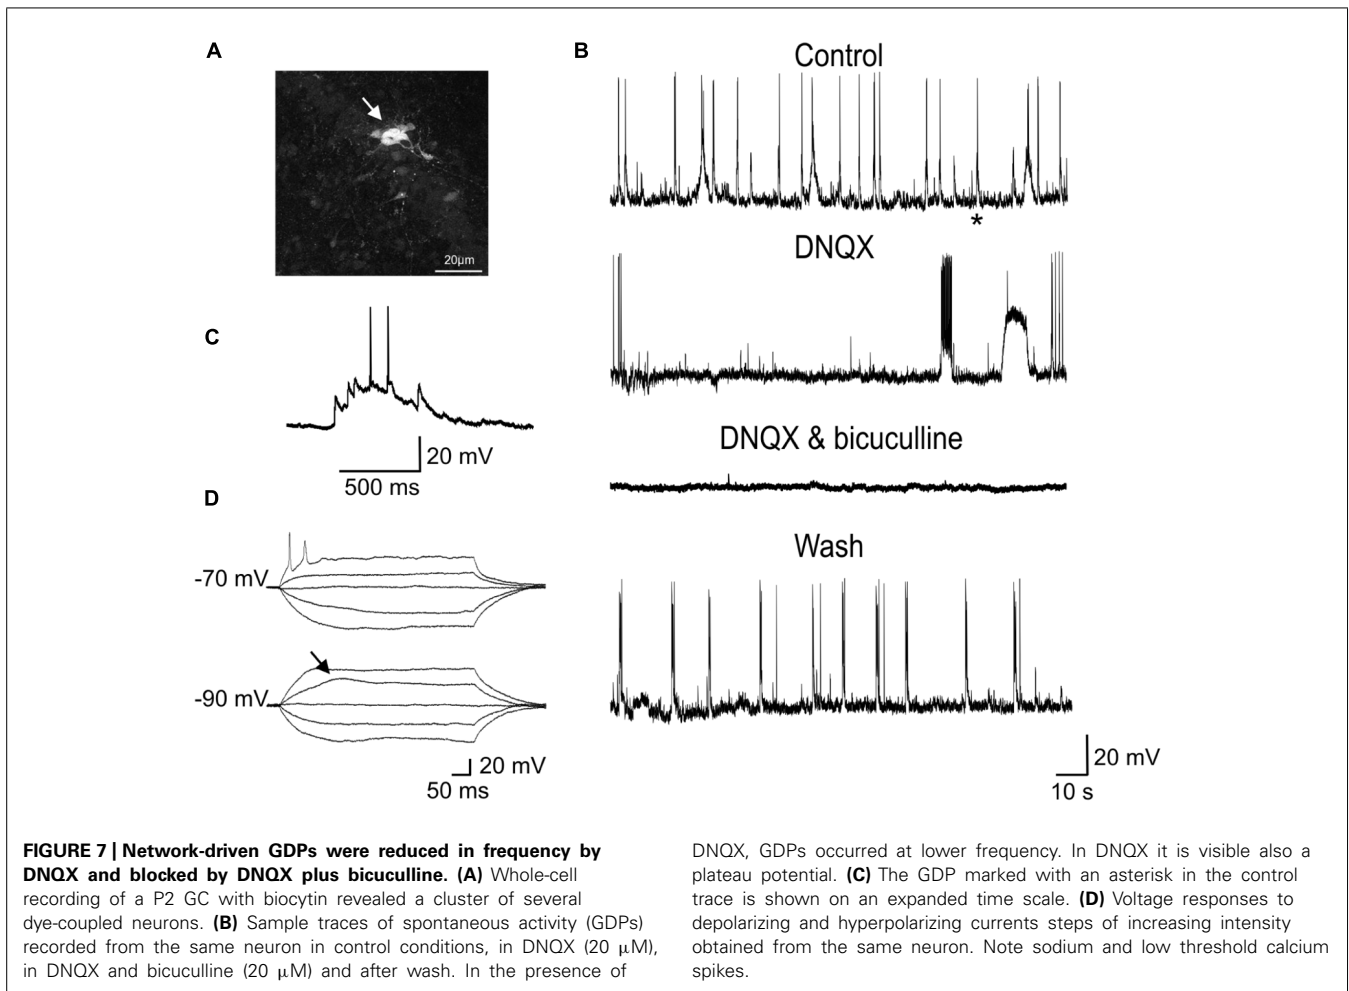 A
20μm
B
Control
*
DNQX
DNQX & bicuculline
Wash
20 mV
10 s
C
20 mV
500 ms
D
-70 mV
-90 mV
20 mV
50 ms
FIGURE 7 | Network-driven GDPs were reduced in frequency by
DNQX and blocked by DNQX plus bicuculline. (A) Whole-cell
recording of a P2 GC with biocytin revealed a cluster of several
dye-coupled neurons. (B) Sample traces of spontaneous activity (GDPs)
recorded from the same neuron in control conditions, in DNQX (20 μM),
in DNQX and bicuculline (20 μM) and after wash. In the presence of
DNQX, GDPs occurred at lower frequency. In DNQX it is visible also a
plateau potential. (C) The GDP marked with an asterisk in the control
trace is shown on an expanded time scale. (D) Voltage responses to
depolarizing and hyperpolarizing currents steps of increasing intensity
obtained from the same neuron. Note sodium and low threshold calcium
spikes.